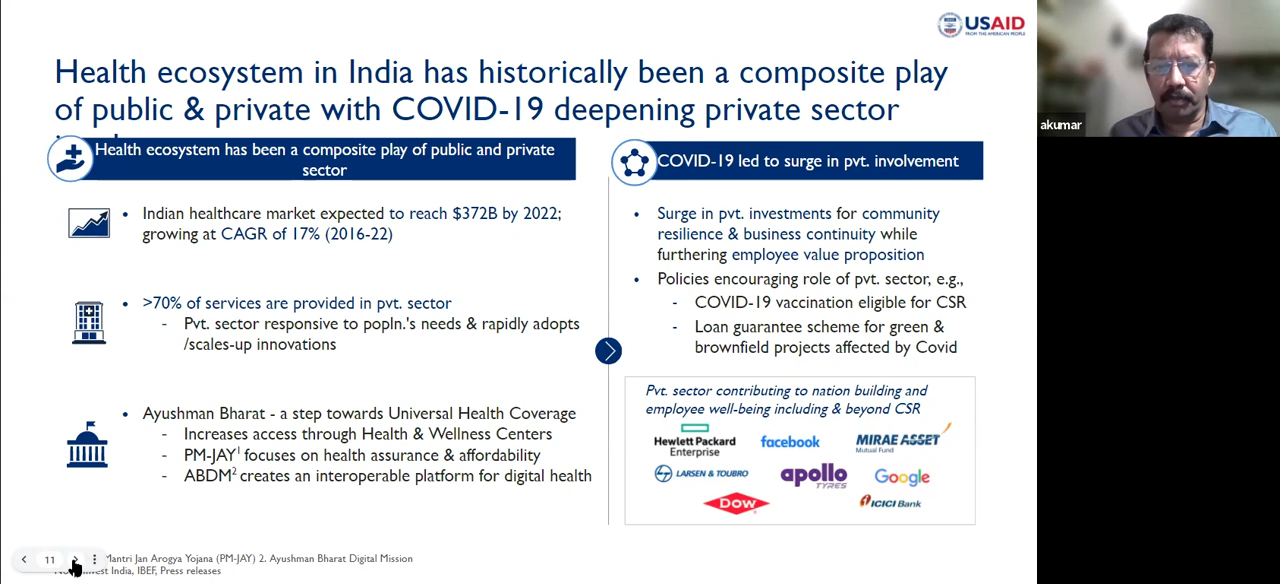 USAID
FROM THE AMERICAN PEOPLE
Health ecosystem in India has historically been a composite play
of public & private with COVID-19 deepening private sector
Health ecosystem has been a composite play of public and private
sector
Indian healthcare market expected to reach $372B by 2022;
growing at CAGR of 17% (2016-22)
>70% of services are provided in pvt. sector
- Pvt. sector responsive to popln.'s needs & rapidly adopts
/scales-up innovations
Ayushman Bharat - a step towards Universal Health Coverage
- Increases access through Health & Wellness Centers
- PM-JAY1 focuses on health assurance & affordability
- ABDM2 creates an interoperable platform for digital health
COVID-19 led to surge in pvt. involvement
Surge in pvt. investments for community
resilience & business continuity while
furthering employee value proposition
Policies encouraging role of pvt. sector, e.g.,
- COVID-19 vaccination eligible for CSR
- Loan guarantee scheme for green &
brownfield projects affected by Covid
Pvt. sector contributing to nation building and
employee well-being including & beyond CSR
Hewlett Packard
Enterprise
facebook
MIRAE ASSET
Mutual Fund
LARSEN & TOUBRO
apollo
TYRES
Google
DOW
ICICI Bank
11
Mantri Jan Arogya Yojana (PM-JAY) 2. Ayushman Bharat Digital Mission
India, IBEF, Press releases
akumar